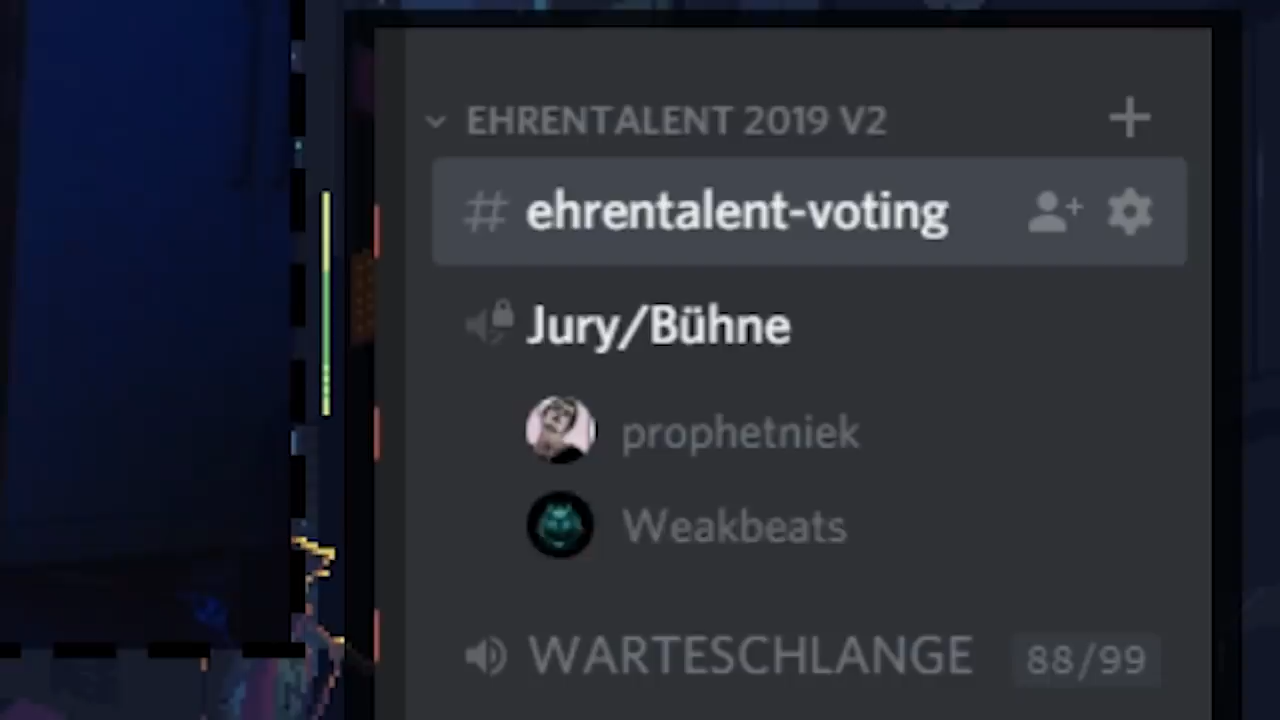 EHRENTALENT 2019 V2
# ehrentalent-voting
Jury/Bühne
prophetniek
Weakbeats
WARTESCHLANGE 88/99